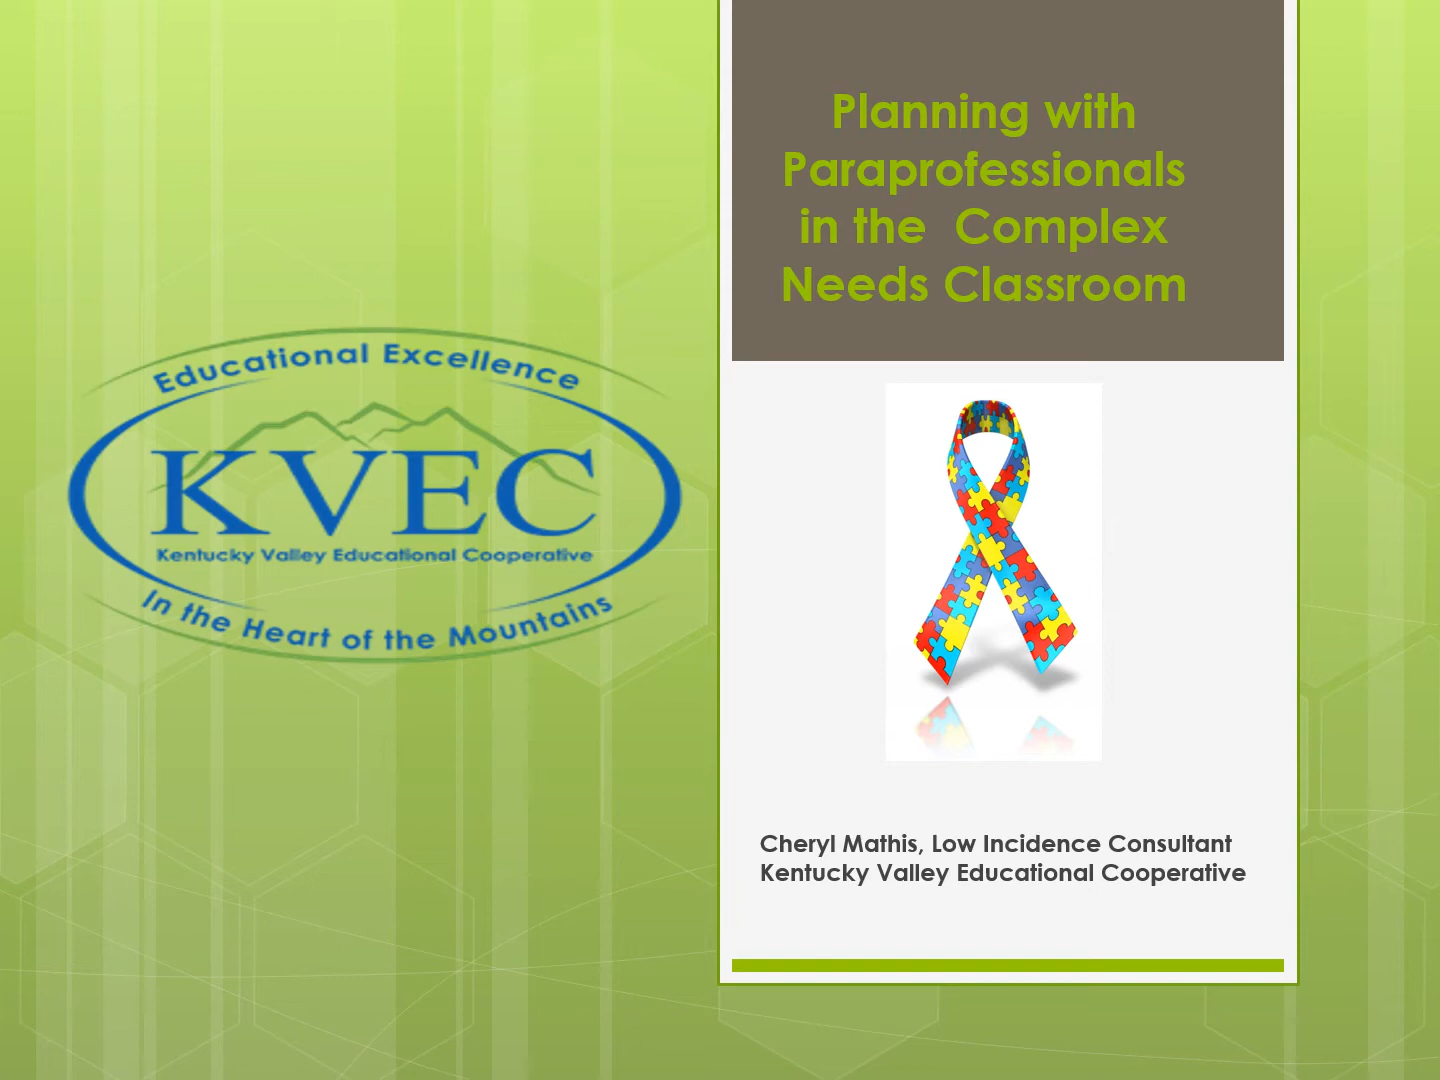 Educational Excellence
KVEC
Kentucky Valley Educational Cooperative
In the Heart of the Mountains
Planning with
Paraprofessionals
in the  Complex
Needs Classroom
Cheryl Mathis, Low Incidence Consultant
Kentucky Valley Educational Cooperative